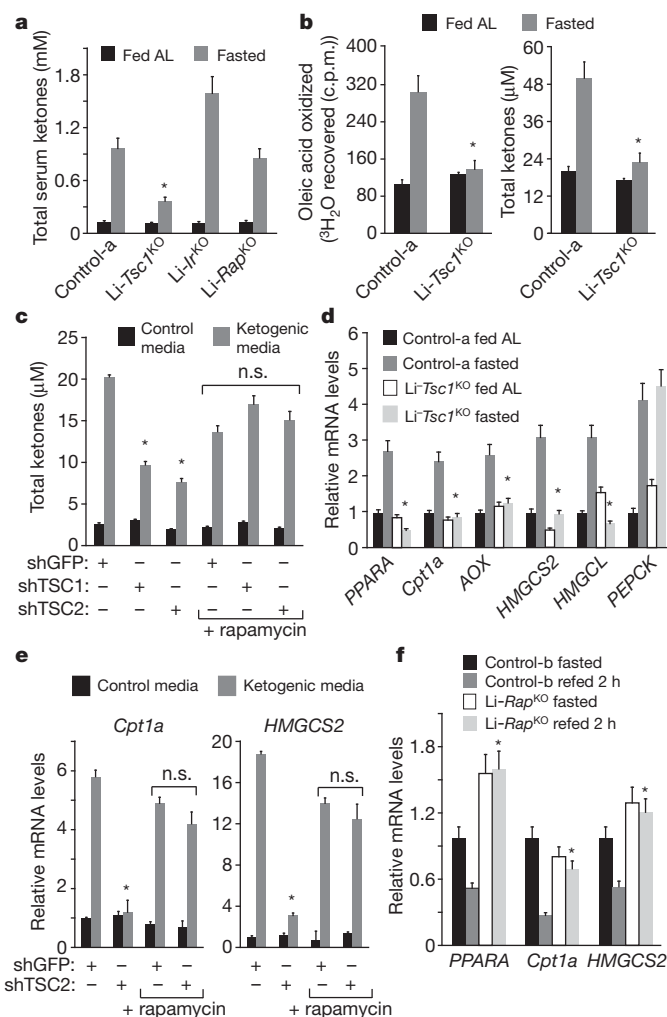 a
Fed AL Fasted
Total serum ketones (mM)
1.8
1.2
0.6
0
*
Control-a
Li-Tsc1KO
Li-IrKO
Li-RapKO
b
Fed AL Fasted
Oleic acid oxidized
(3H2O recovered (c.p.m.))
400
320
240
160
80
0
*
Control-a
Li-Tsc1KO
Total ketones (μM)
60
48
36
24
12
0
*
Control-a
Li-Tsc1KO
c
Control media
Ketogenic media
Total ketones (μM)
25
20
15
10
5
0
* *
n.s.
shGFP: + – – + – –
shTSC1: – + – – + –
shTSC2: – – + – – +
+ rapamycin
d
Control-a fed AL
Control-a fasted
Li-Tsc1KO fed AL
Li-Tsc1KO fasted
Relative mRNA levels
6
5
4
3
2
1
0
* * * * *
PPARA
Cpt1a
AOX
HMGCS2
HMGCL
PEPCK
e
Control media Ketogenic media
Cpt1a
Relative mRNA levels
6
4
2
0
*
n.s.
HMGCS2
20
16
12
8
4
0
*
n.s.
shGFP: + – + – + – + –
shTSC2: – + – + – + – +
+ rapamycin + rapamycin
f
Control-b fasted
Control-b refed 2 h
Li-RapKO fasted
Li-RapKO refed 2 h
Relative mRNA levels
1.8
1.35
0.9
0.45
0
* * *
PPARA Cpt1a HMGCS2